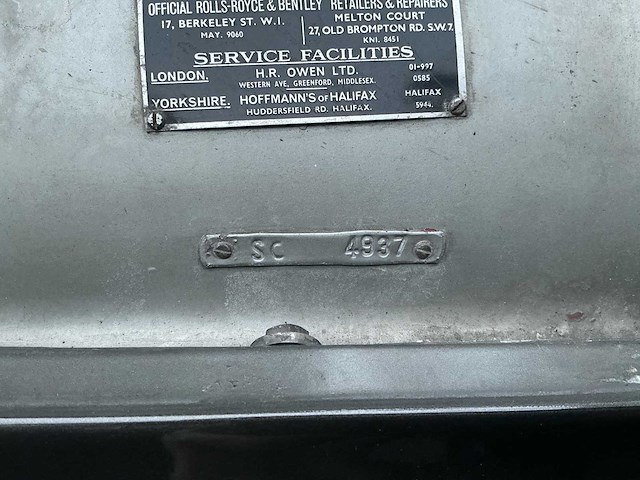 OFFICIAL ROLLS-ROYCE & BENTLEY RETAILERS & REPAIRERS
17, BERKELEY ST. W.1. MELTON COURT
MAY. 9060 27, OLD BROMPTON RD. S.W.7.
KNI. 8451
SERVICE FACILITIES
LONDON. H.R. OWEN LTD. 01-997
WESTERN AVE, GREENFORD, MIDDLESEX. 0585
YORKSHIRE. HOFFMANN'S OF HALIFAX HALIFAX
HUDDERSFIELD RD. HALIFAX. 5944.
SC 4937